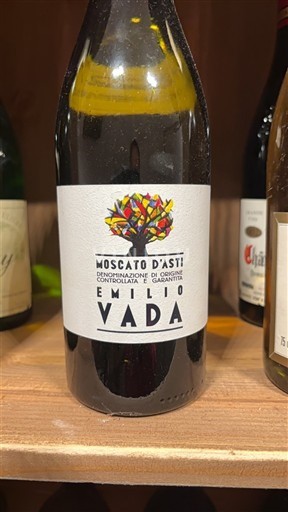 MOSCATO D'ASTI
DENOMINAZIONE DI ORIGINE
CONTROLLATA E GARANTITA
EMILIO
VADA